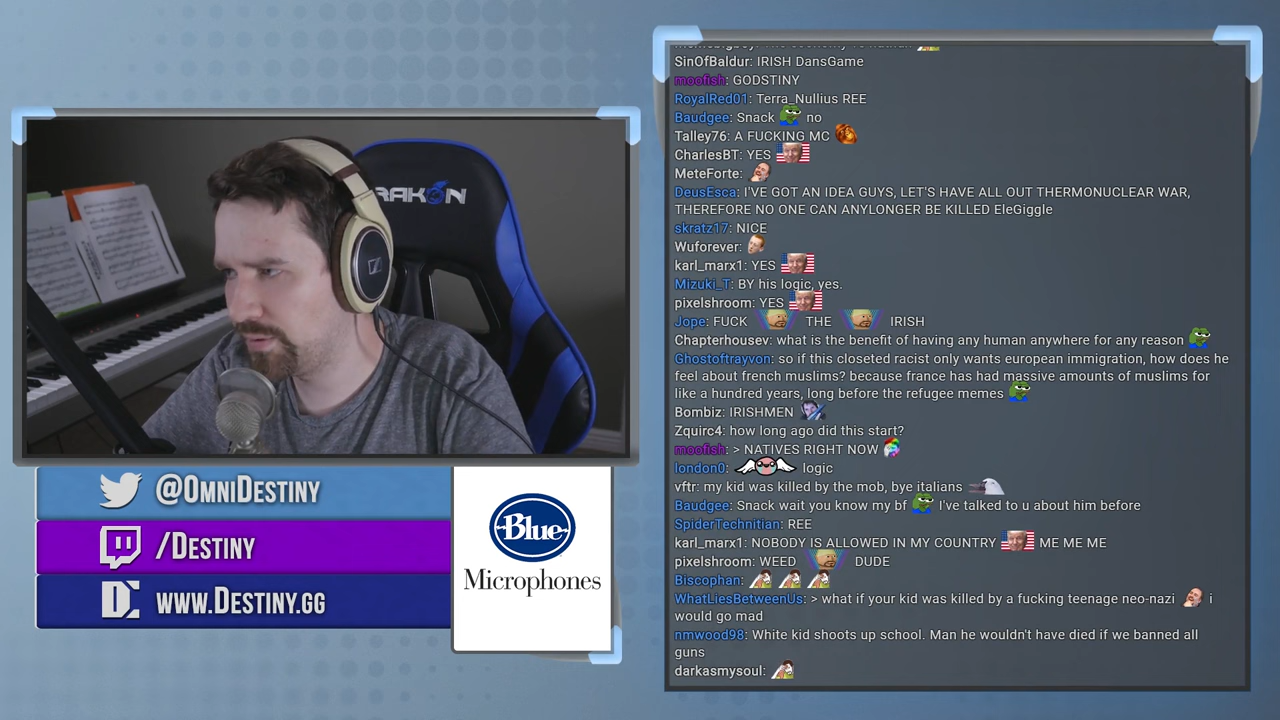 RAKON
@OMNIDESTINY
/DESTINY
WWW.DESTINY.GG
Blue
Microphones
SinOfBaldur: IRISH DansGame
moofish: GODSTINY
RoyalRed01: Terra_Nullius REE
Baudgee: Snack no
Talley76: A FUCKING MC
CharlesBT: YES
MeteForte:
DeusEsca: I'VE GOT AN IDEA GUYS, LET'S HAVE ALL OUT THERMONUCLEAR WAR,
THEREFORE NO ONE CAN ANYLONGER BE KILLED EleGiggle
skratz17: NICE
Wuforever:
karl_marx1: YES
Mizuki_T: BY his logic, yes.
pixelshroom: YES
Jope: FUCK THE IRISH
Chapterhousev: what is the benefit of having any human anywhere for any reason
Ghostoftrayvon: so if this closeted racist only wants european immigration, how does he
feel about french muslims? because france has had massive amounts of muslims for
like a hundred years, long before the refugee memes
Bombiz: IRISHMEN
Zquirc4: how long ago did this start?
moofish: > NATIVES RIGHT NOW
london0: logic
vftr: my kid was killed by the mob, bye italians
Baudgee: Snack wait you know my bf I've talked to u about him before
SpiderTechnitian: REE
karl_marx1: NOBODY IS ALLOWED IN MY COUNTRY ME ME ME
pixelshroom: WEED DUDE
Biscophan:
WhatLiesBetweenUs: > what if your kid was killed by a fucking teenage neo-nazi i
would go mad
nmwood98: White kid shoots up school. Man he wouldn't have died if we banned all
guns
darkasmysoul: